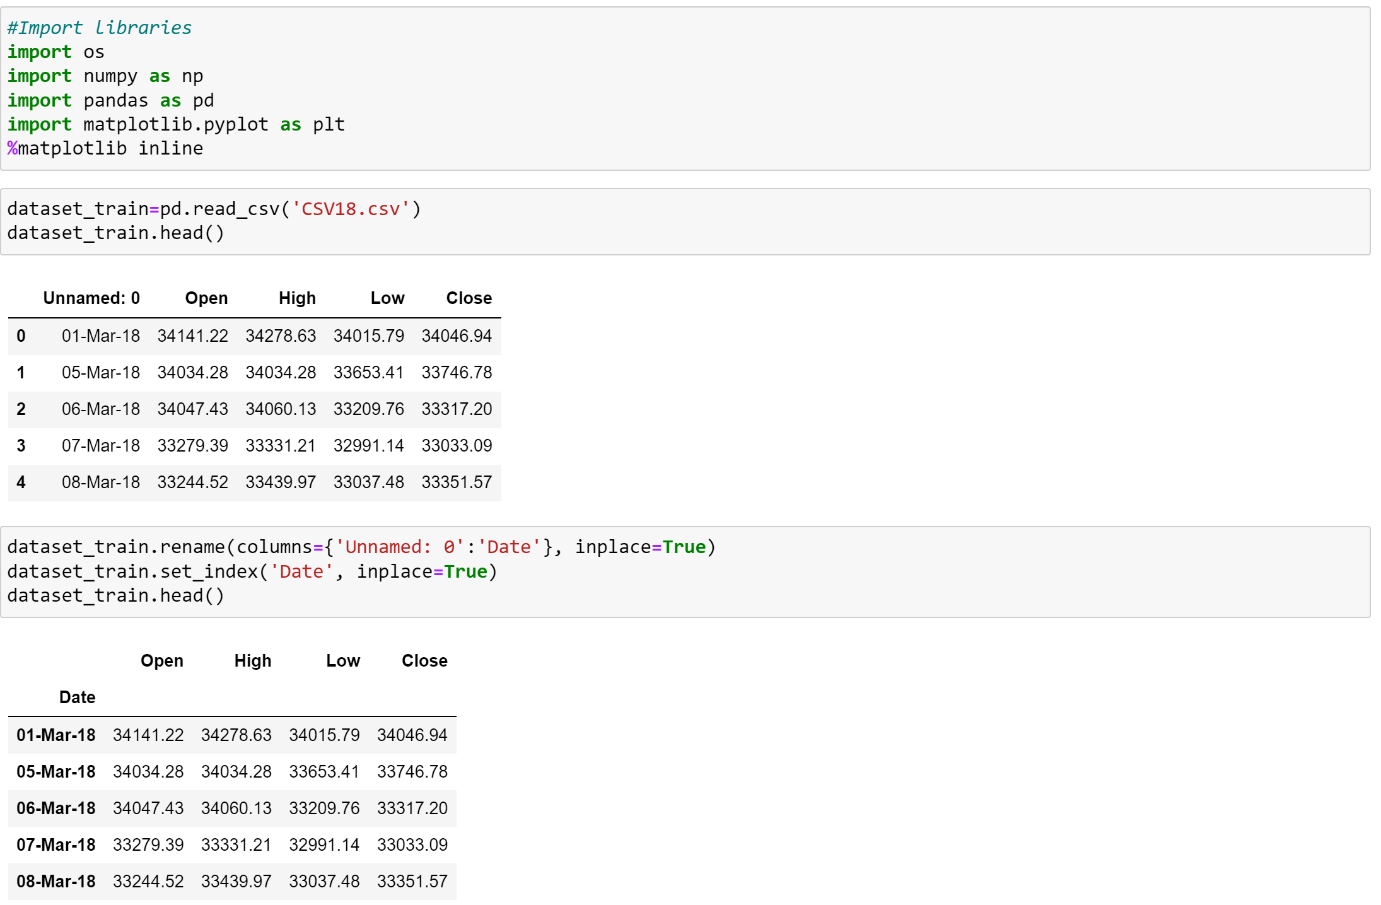 #Import libraries
import os
import numpy as np
import pandas as pd
import matplotlib.pyplot as plt
%matplotlib inline
dataset_train=pd.read_csv('CSV18.csv')
dataset_train.head()
Unnamed: 0 Open High Low Close
0 01-Mar-18 34141.22 34278.63 34015.79 34046.94
1 05-Mar-18 34034.28 34034.28 33653.41 33746.78
2 06-Mar-18 34047.43 34060.13 33209.76 33317.20
3 07-Mar-18 33279.39 33331.21 32991.14 33033.09
4 08-Mar-18 33244.52 33439.97 33037.48 33351.57
dataset_train.rename(columns={'Unnamed: 0':'Date'}, inplace=True)
dataset_train.set_index('Date', inplace=True)
dataset_train.head()
Open High Low Close
Date
01-Mar-18 34141.22 34278.63 34015.79 34046.94
05-Mar-18 34034.28 34034.28 33653.41 33746.78
06-Mar-18 34047.43 34060.13 33209.76 33317.20
07-Mar-18 33279.39 33331.21 32991.14 33033.09
08-Mar-18 33244.52 33439.97 33037.48 33351.57